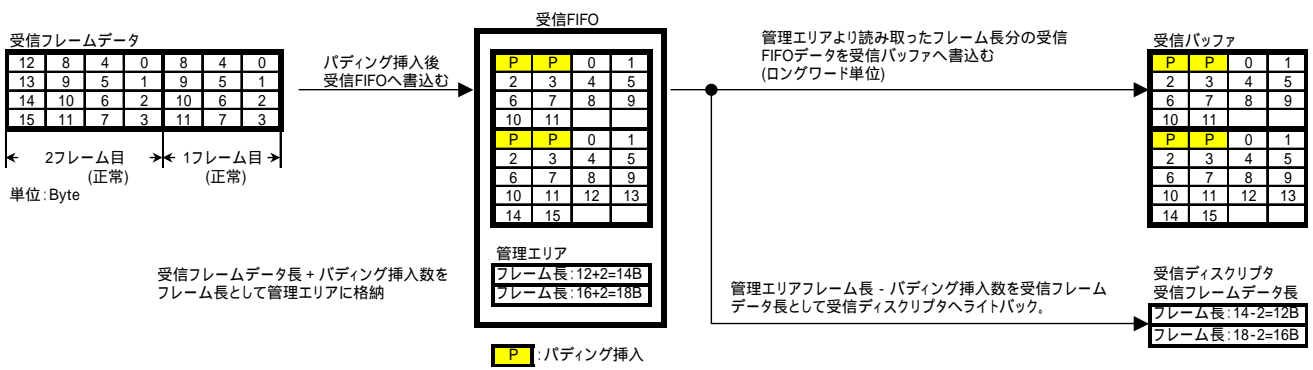 受信フレームデータ
12 8 4 0 8 4 0
13 9 5 1 9 5 1
14 10 6 2 10 6 2
15 11 7 3 11 7 3
2フレーム目 1フレーム目
(正常) (正常)
単位:Byte
パディング挿入後
受信FIFOへ書込む
受信フレームデータ長 + パディング挿入数を
フレーム長として管理エリアに格納
受信FIFO
P P 0 1
2 3 4 5
6 7 8 9
10 11
P P 0 1
2 3 4 5
6 7 8 9
10 11 12 13
14 15
管理エリア
フレーム長:12+2=14B
フレーム長:16+2=18B
P :パディング挿入
管理エリアより読み取ったフレーム長分の受信
FIFOデータを受信バッファへ書込む
(ロングワード単位)
管理エリアフレーム長 - パディング挿入数を受信フレーム
データ長として受信ディスクリプタへライトバック。
受信バッファ
P P 0 1
2 3 4 5
6 7 8 9
10 11
P P 0 1
2 3 4 5
6 7 8 9
10 11 12 13
14 15
受信ディスクリプタ
受信フレームデータ長
フレーム長:14-2=12B
フレーム長:18-2=16B